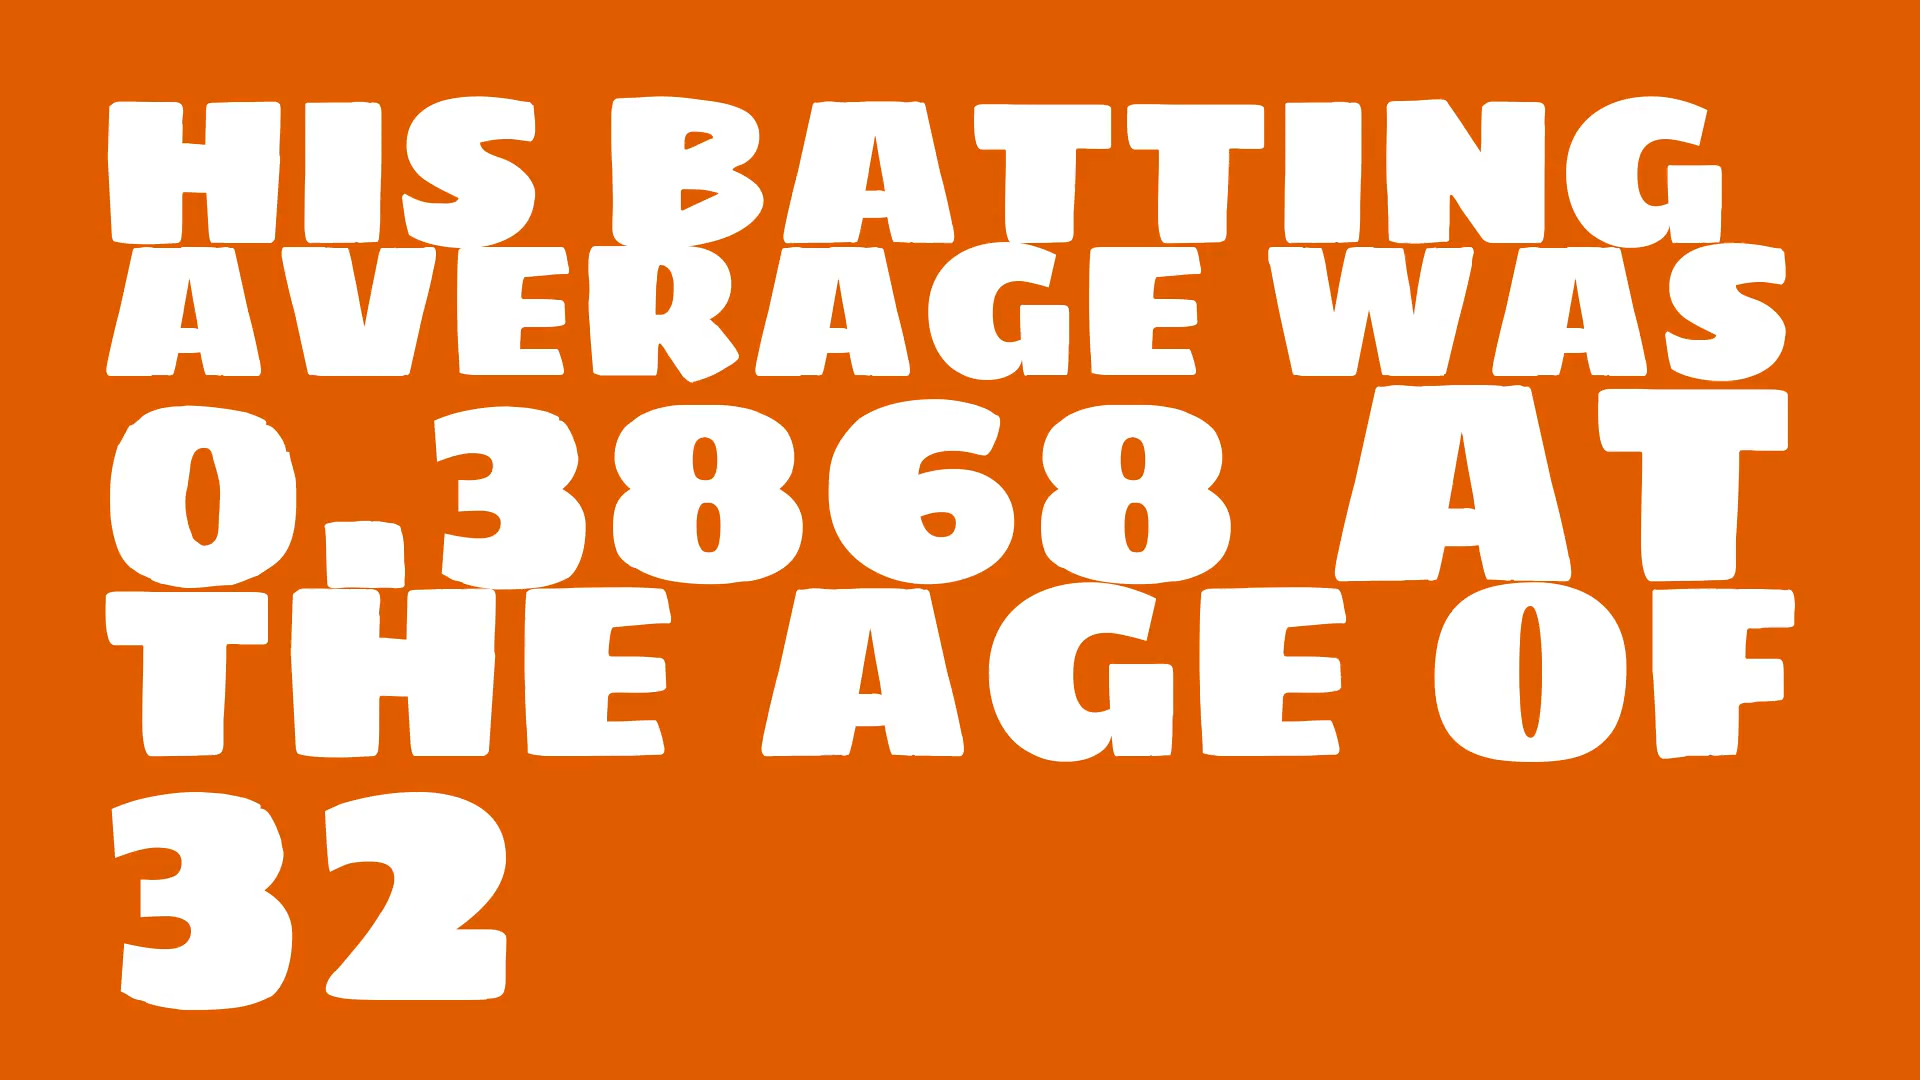 HIS BATTING
AVERAGE WAS
0.3868 AT
THE AGE OF
32